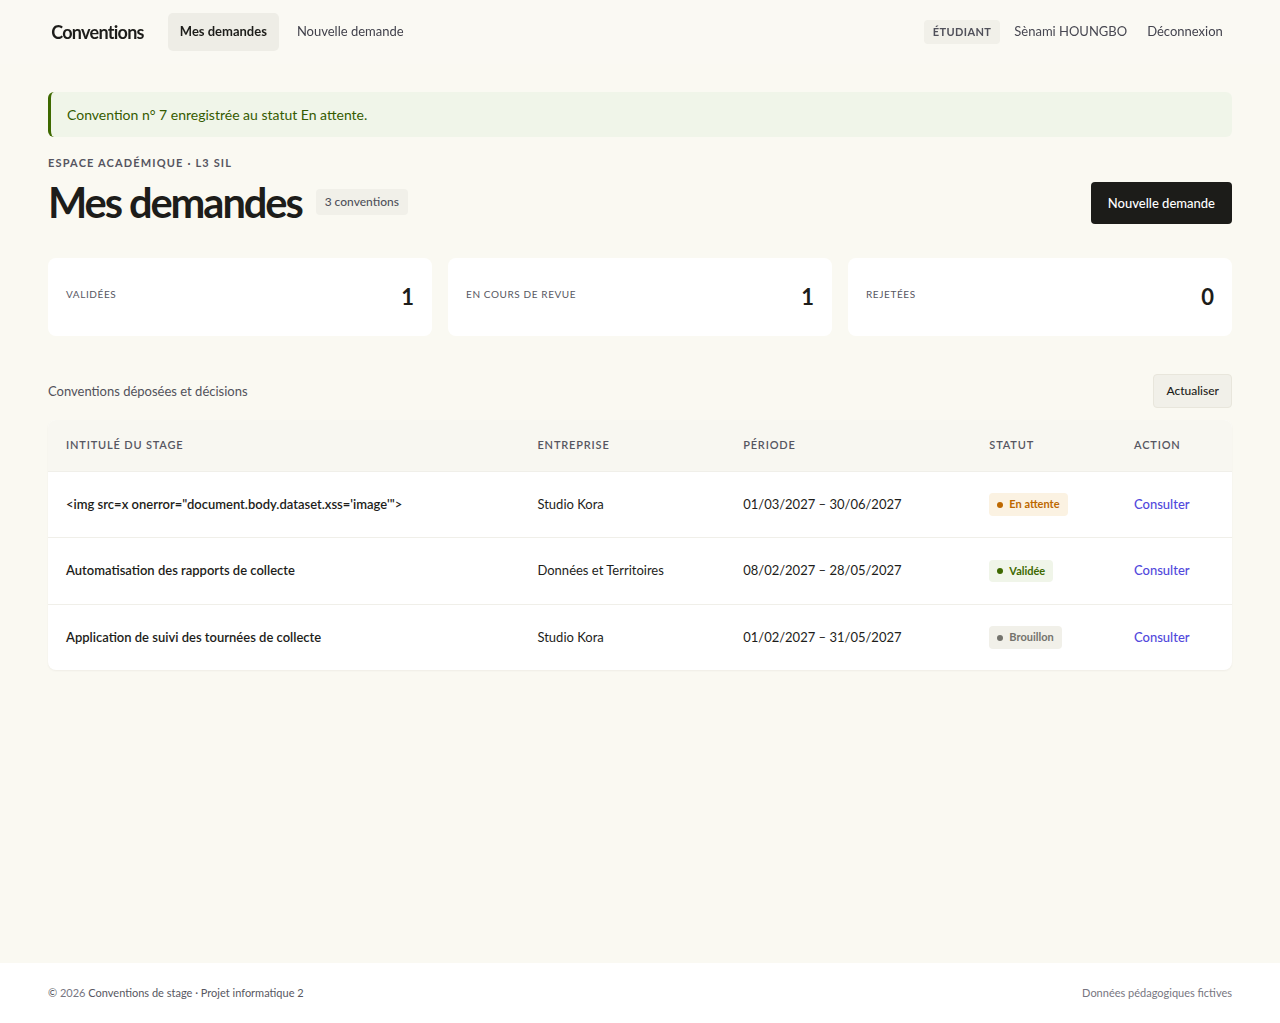 Conventions Mes demandes Nouvelle demande ÉTUDIANT Sènami HOUNGBO Déconnexion
Convention n° 7 enregistrée au statut En attente.
ESPACE ACADÉMIQUE · L3 SIL
Mes demandes 3 conventions Nouvelle demande
VALIDÉES 1 EN COURS DE REVUE 1 REJETÉES 0
Conventions déposées et décisions Actualiser
INTITULÉ DU STAGE ENTREPRISE PÉRIODE STATUT ACTION
<img src=x onerror="document.body.dataset.xss='image'"> Studio Kora 01/03/2027 – 30/06/2027 En attente Consulter
Automatisation des rapports de collecte Données et Territoires 08/02/2027 – 28/05/2027 Validée Consulter
Application de suivi des tournées de collecte Studio Kora 01/02/2027 – 31/05/2027 Brouillon Consulter
© 2026 Conventions de stage · Projet informatique 2 Données pédagogiques fictives